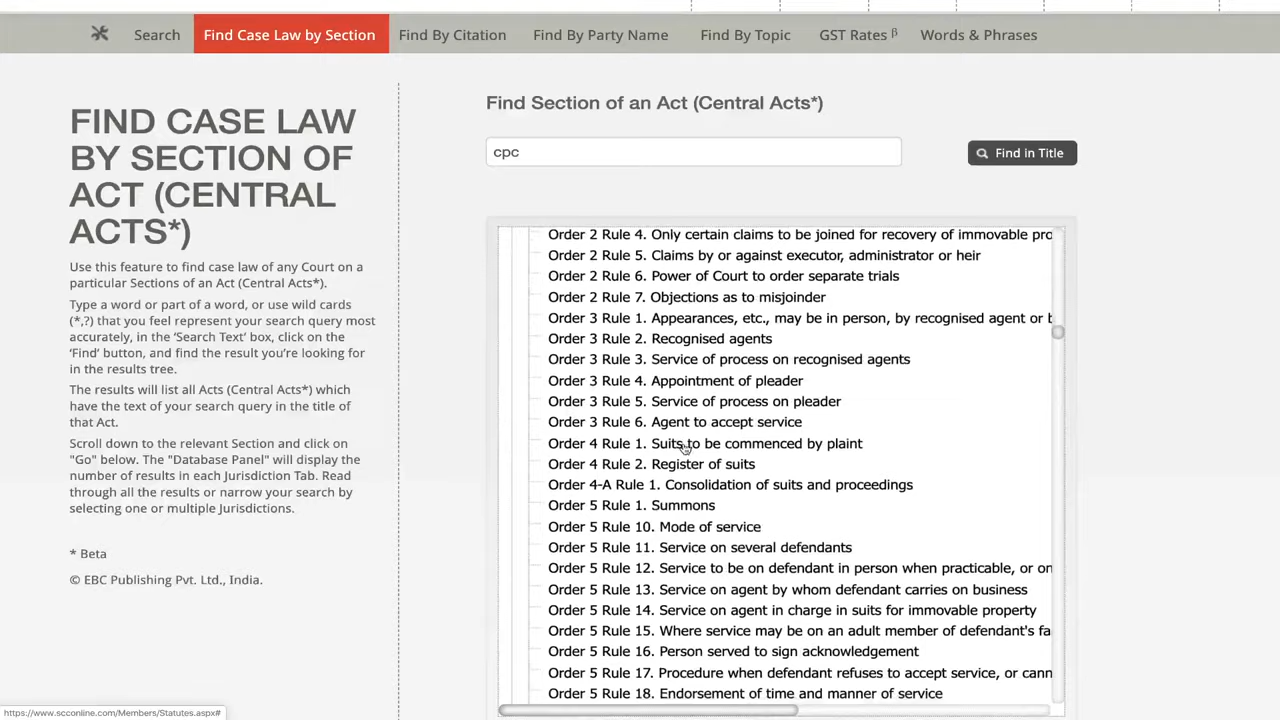 Search
Find Case Law by Section
Find By Citation
Find By Party Name
Find By Topic
GST Rates β
Words & Phrases
FIND CASE LAW
BY SECTION OF
ACT (CENTRAL
ACTS*)
Use this feature to find case law of any Court on a
particular Sections of an Act (Central Acts*).
Type a word or part of a word, or use wild cards
(*,?) that you feel represent your search query most
accurately, in the ‘Search Text’ box, click on the
‘Find’ button, and find the result you’re looking for
in the results tree.
The results will list all Acts (Central Acts*) which
have the text of your search query in the title of
that Act.
Scroll down to the relevant Section and click on
"Go" below. The "Database Panel" will display the
number of results in each Jurisdiction Tab. Read
through all the results or narrow your search by
selecting one or multiple Jurisdictions.
* Beta
© EBC Publishing Pvt. Ltd., India.
Find Section of an Act (Central Acts*)
cpc
Find in Title
Order 2 Rule 4. Only certain claims to be joined for recovery of immovable pro
Order 2 Rule 5. Claims by or against executor, administrator or heir
Order 2 Rule 6. Power of Court to order separate trials
Order 2 Rule 7. Objections as to misjoinder
Order 3 Rule 1. Appearances, etc., may be in person, by recognised agent or b
Order 3 Rule 2. Recognised agents
Order 3 Rule 3. Service of process on recognised agents
Order 3 Rule 4. Appointment of pleader
Order 3 Rule 5. Service of process on pleader
Order 3 Rule 6. Agent to accept service
Order 4 Rule 1. Suits to be commenced by plaint
Order 4 Rule 2. Register of suits
Order 4-A Rule 1. Consolidation of suits and proceedings
Order 5 Rule 1. Summons
Order 5 Rule 10. Mode of service
Order 5 Rule 11. Service on several defendants
Order 5 Rule 12. Service to be on defendant in person when practicable, or on
Order 5 Rule 13. Service on agent by whom defendant carries on business
Order 5 Rule 14. Service on agent in charge in suits for immovable property
Order 5 Rule 15. Where service may be on an adult member of defendant's fa
Order 5 Rule 16. Person served to sign acknowledgement
Order 5 Rule 17. Procedure when defendant refuses to accept service, or cann
Order 5 Rule 18. Endorsement of time and manner of service
https://www.scconline.com/Members/Statutes.aspx#